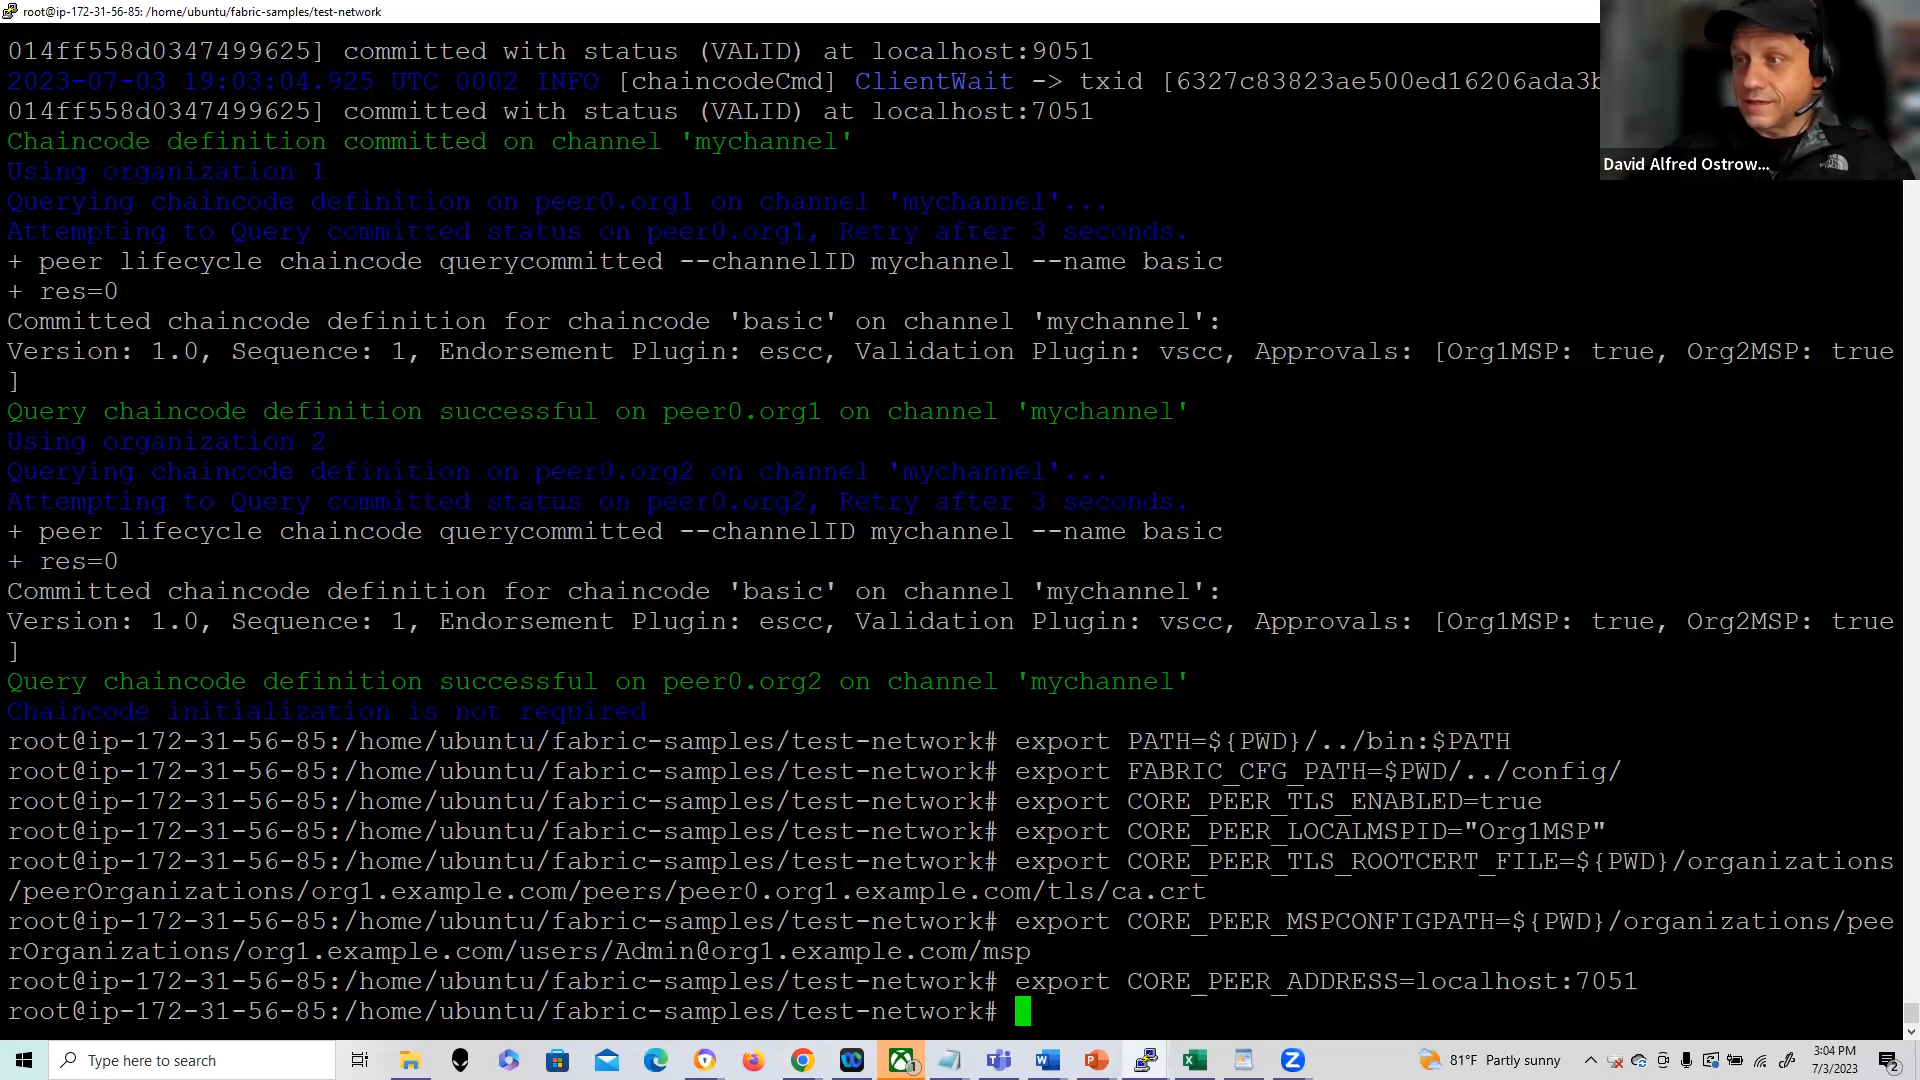 root@ip-172-31-56-85: /home/ubuntu/fabric-samples/test-network
014ff558d0347499625] committed with status (VALID) at localhost:9051
2023-07-03 19:03:04.925 UTC 0002 INFO [chaincodeCmd] ClientWait -> txid [6327c83823ae500ed16206ada3b
014ff558d0347499625] committed with status (VALID) at localhost:7051
Chaincode definition committed on channel 'mychannel'
Using organization 1
Querying chaincode definition on peer0.org1 on channel 'mychannel'...
Attempting to Query committed status on peer0.org1, Retry after 3 seconds.
+ peer lifecycle chaincode querycommitted --channelID mychannel --name basic
+ res=0
Committed chaincode definition for chaincode 'basic' on channel 'mychannel':
Version: 1.0, Sequence: 1, Endorsement Plugin: escc, Validation Plugin: vscc, Approvals: [Org1MSP: true, Org2MSP: true
]
Query chaincode definition successful on peer0.org1 on channel 'mychannel'
Using organization 2
Querying chaincode definition on peer0.org2 on channel 'mychannel'...
Attempting to Query committed status on peer0.org2, Retry after 3 seconds.
+ peer lifecycle chaincode querycommitted --channelID mychannel --name basic
+ res=0
Committed chaincode definition for chaincode 'basic' on channel 'mychannel':
Version: 1.0, Sequence: 1, Endorsement Plugin: escc, Validation Plugin: vscc, Approvals: [Org1MSP: true, Org2MSP: true
]
Query chaincode definition successful on peer0.org2 on channel 'mychannel'
Chaincode initialization is not required
root@ip-172-31-56-85:/home/ubuntu/fabric-samples/test-network# export PATH=${PWD}/../bin:$PATH
root@ip-172-31-56-85:/home/ubuntu/fabric-samples/test-network# export FABRIC_CFG_PATH=$PWD/../config/
root@ip-172-31-56-85:/home/ubuntu/fabric-samples/test-network# export CORE_PEER_TLS_ENABLED=true
root@ip-172-31-56-85:/home/ubuntu/fabric-samples/test-network# export CORE_PEER_LOCALMSPID="Org1MSP"
root@ip-172-31-56-85:/home/ubuntu/fabric-samples/test-network# export CORE_PEER_TLS_ROOTCERT_FILE=${PWD}/organizations
/peerOrganizations/org1.example.com/peers/peer0.org1.example.com/tls/ca.crt
root@ip-172-31-56-85:/home/ubuntu/fabric-samples/test-network# export CORE_PEER_MSPCONFIGPATH=${PWD}/organizations/pee
rOrganizations/org1.example.com/users/Admin@org1.example.com/msp
root@ip-172-31-56-85:/home/ubuntu/fabric-samples/test-network# export CORE_PEER_ADDRESS=localhost:7051
root@ip-172-31-56-85:/home/ubuntu/fabric-samples/test-network#
David Alfred Ostrow...
Type here to search
81°F Partly sunny
3:04 PM
7/3/2023